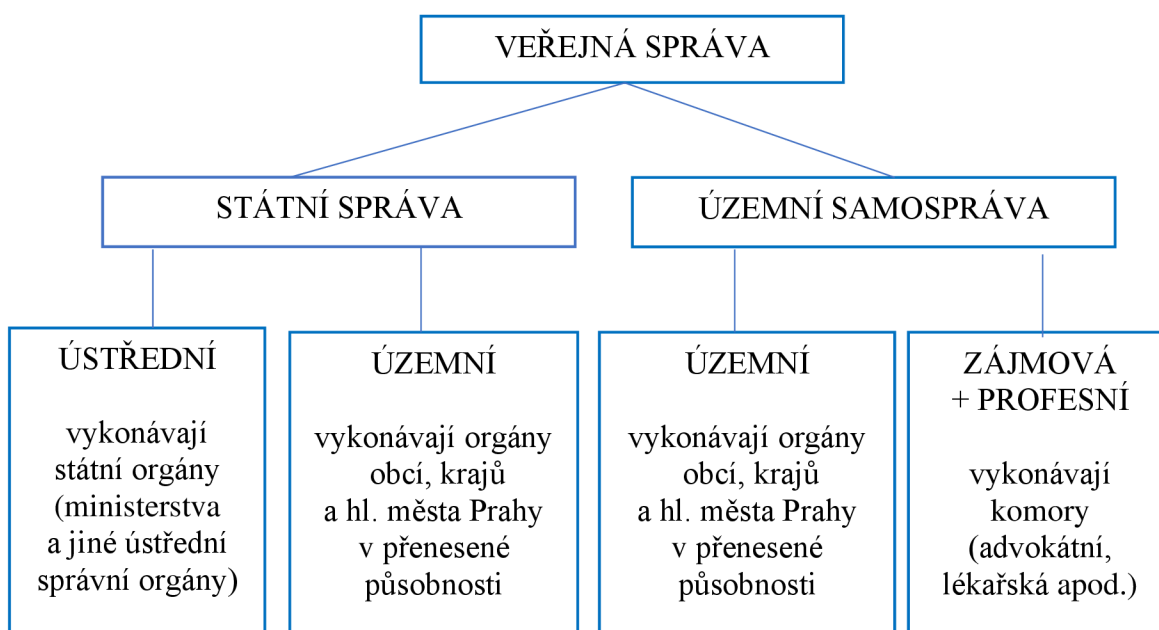 VEŘEJNÁ SPRÁVA
STÁTNÍ SPRÁVA
ÚZEMNÍ SAMOSPRÁVA
ÚSTŘEDNÍ
vykonávají
státní orgány
(ministerstva
a jiné ústřední
správní orgány)
ÚZEMNÍ
vykonávají orgány
obcí, krajů
a hl. města Prahy
v přenesené
působnosti
ÚZEMNÍ
vykonávají orgány
obcí, krajů
a hl. města Prahy
v přenesené
působnosti
ZÁJMOVÁ
+ PROFESNÍ
vykonávají
komory
(advokátní,
lékařská apod.)